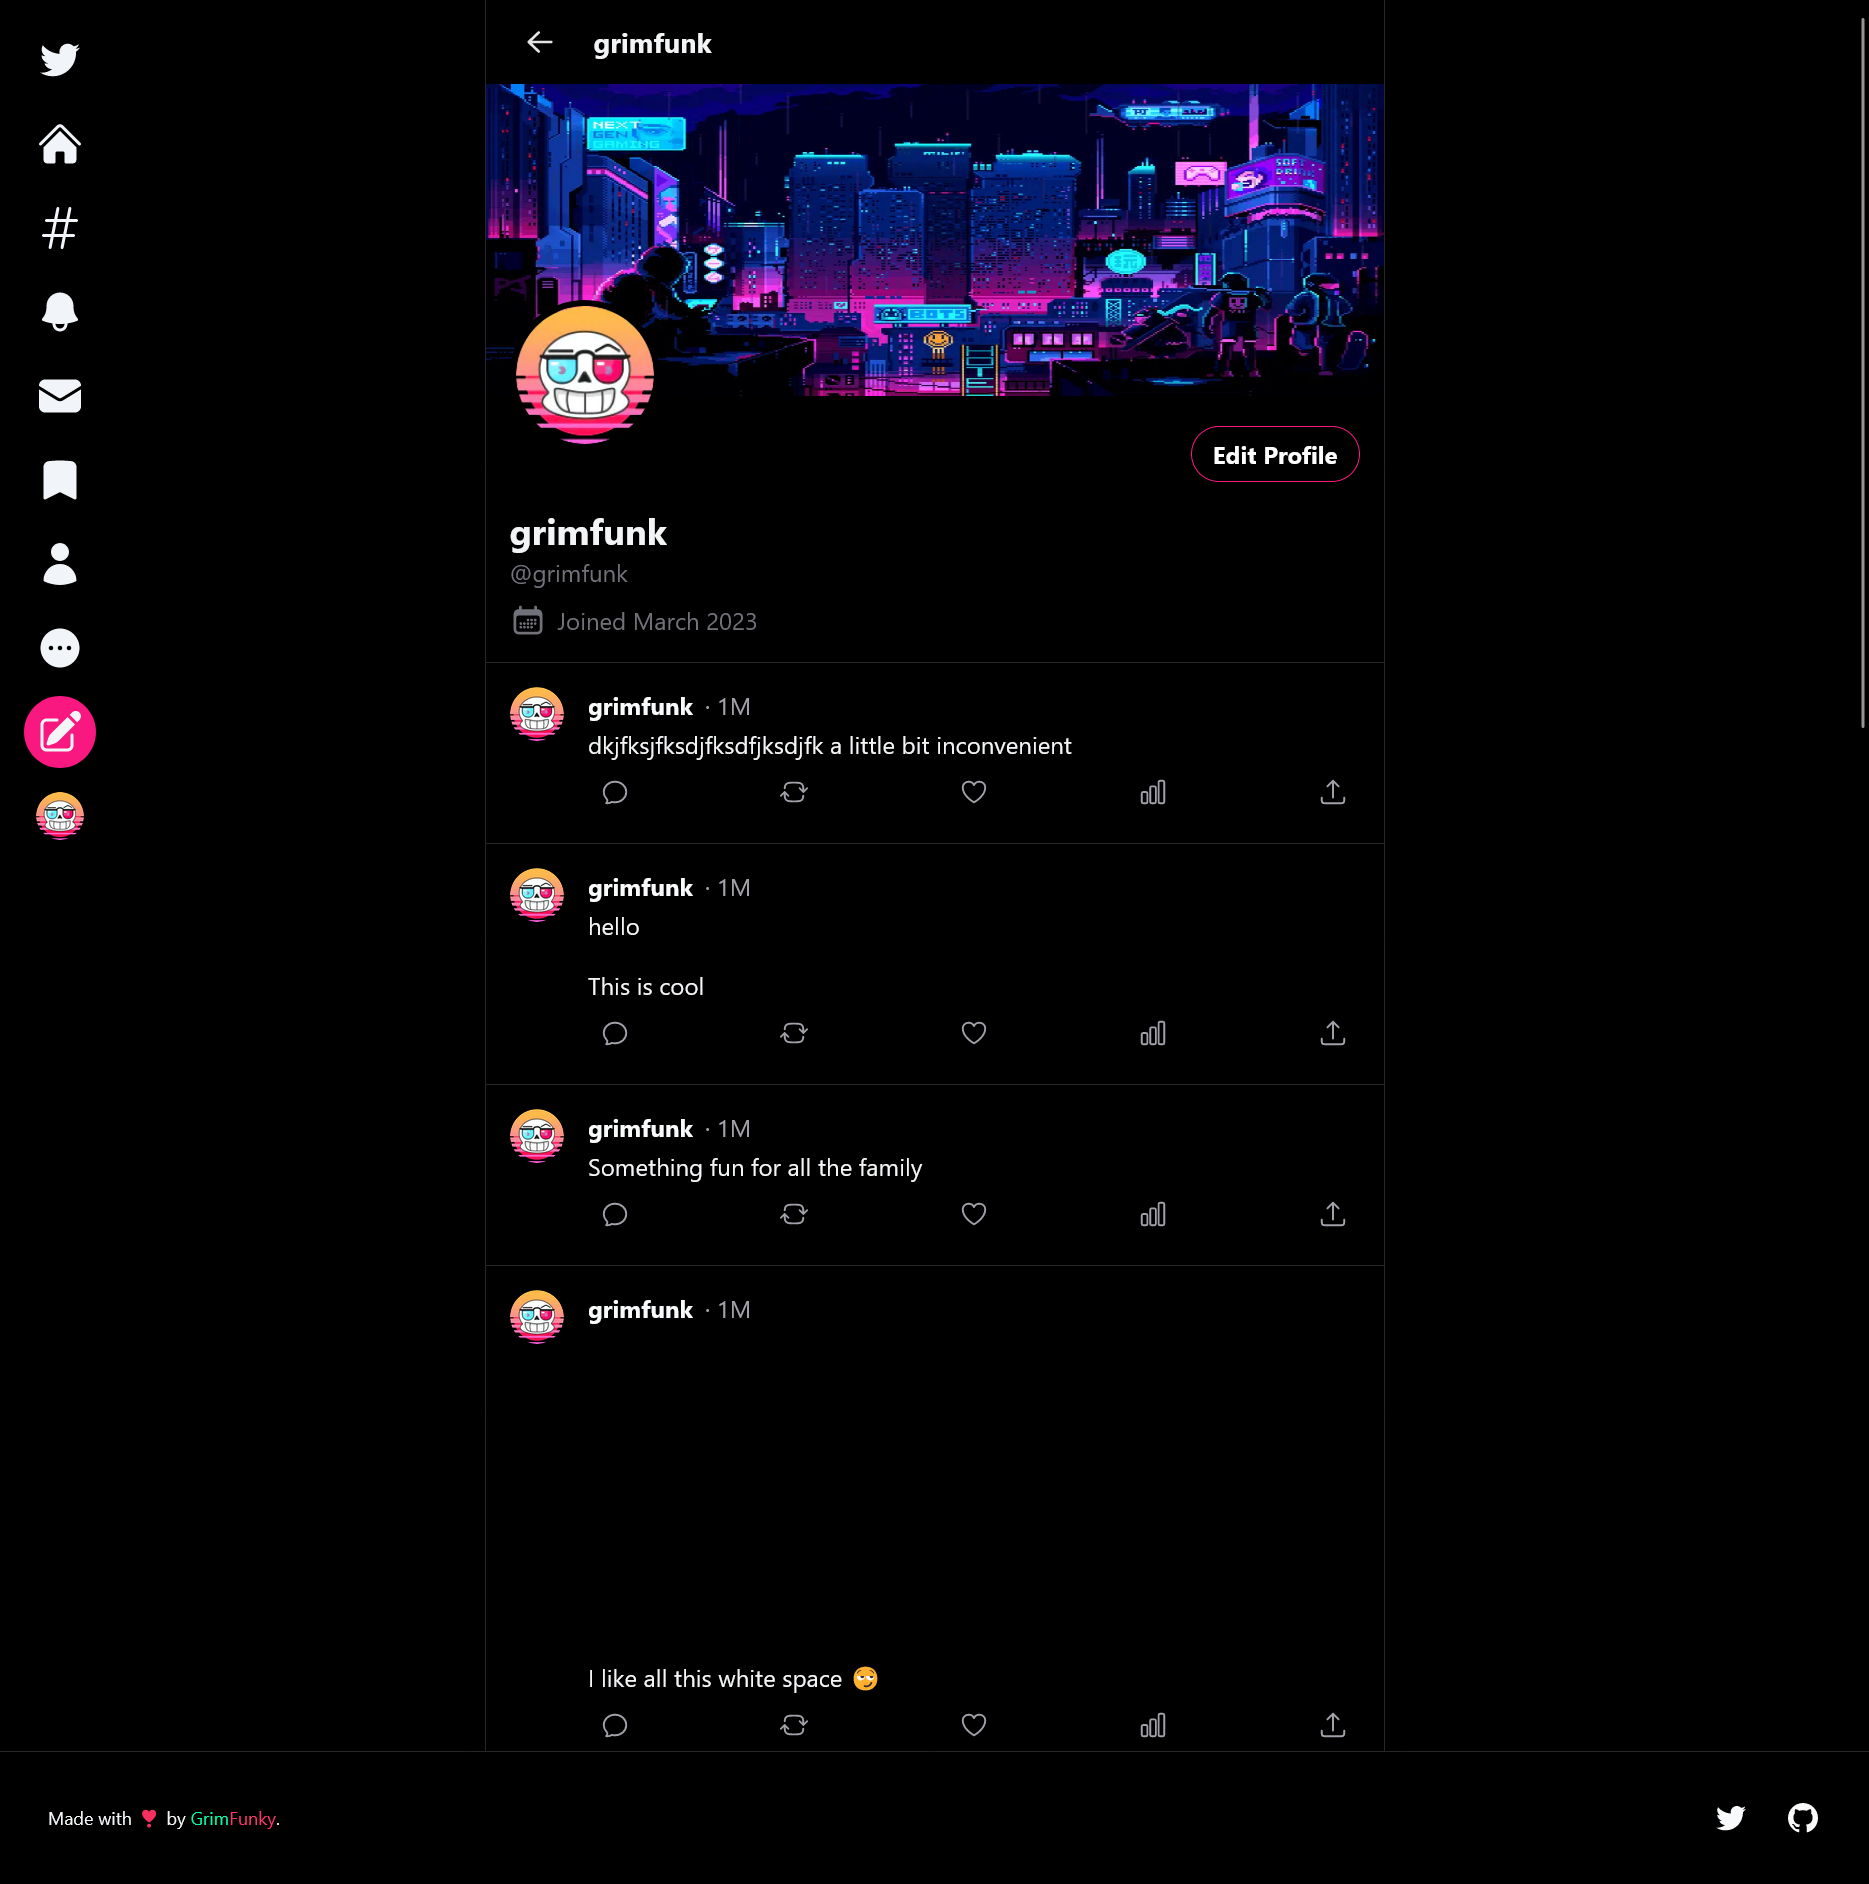 grimfunk
NEXT
GEN
GAMING
SOFT
DRINK
BOTS
Edit Profile
grimfunk
@grimfunk
Joined March 2023
grimfunk · 1M
dkjfksjfksdjfksdfjksdjfk a little bit inconvenient
grimfunk · 1M
hello
This is cool
grimfunk · 1M
Something fun for all the family
grimfunk · 1M
I like all this white space 😏
Made with ❣ by GrimFunky.